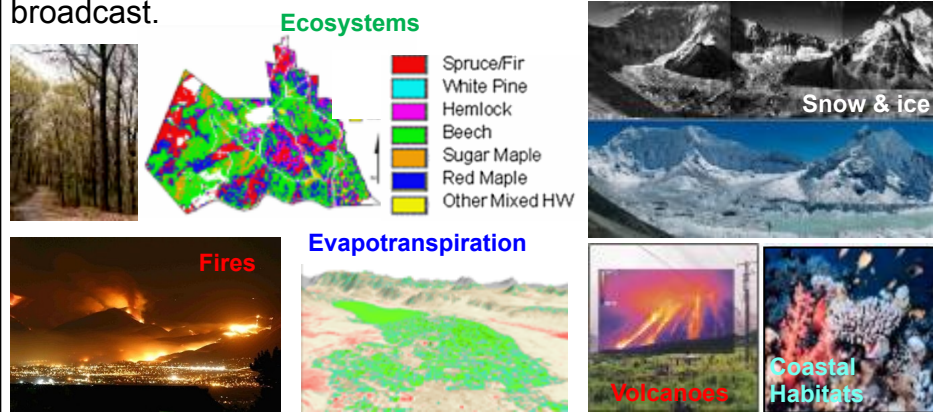 broadcast.
Ecosystems
Spruce/Fir
White Pine
Hemlock
Beech
Sugar Maple
Red Maple
Other Mixed HW
Snow & ice
Fires
Evapotranspiration
Volcanoes
Coastal
Habitats